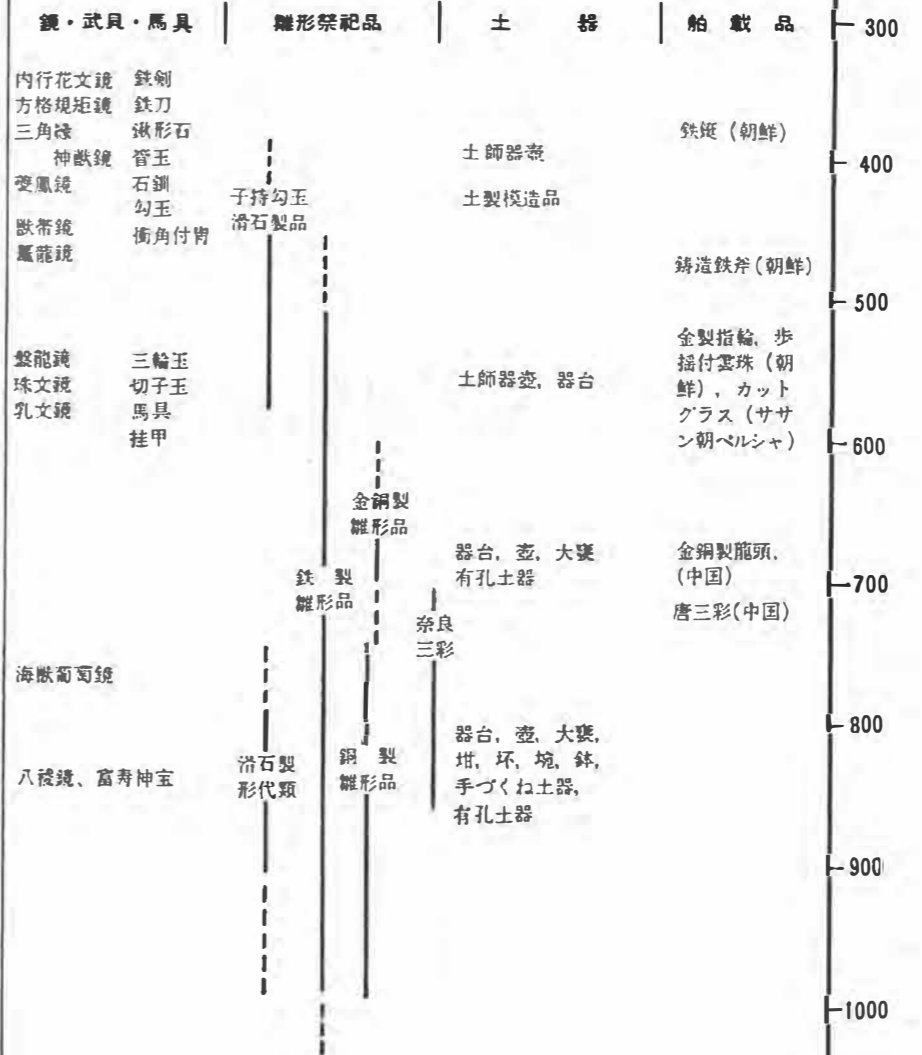 鏡・武具・馬具
雛形祭祀品
土器
舶載品
300
内行花文鏡 鉄剣
方格規矩鏡 鉄刀
三角縁 鍬形石
神獣鏡 管玉
夔鳳鏡 石釧
勾玉
獣帯鏡 衝角付冑
鼉龍鏡
子持勾玉
滑石製品
土師器壺
土製模造品
鉄鋌(朝鮮)
400
鋳造鉄斧(朝鮮)
500
盤龍鏡 三輪玉
珠文鏡 切子玉
乳文鏡 馬具
挂甲
土師器壺,器台
金製指輪,歩
揺付雲珠(朝
鮮),カット
グラス(ササ
ン朝ペルシャ)
600
金銅製
雛形品
鉄製
雛形品
器台,壺,大甕
有孔土器
金銅製龍頭,
(中国)
700
奈良
三彩
唐三彩(中国)
海獣葡萄鏡
800
八稜鏡、富寿神宝
滑石製
形代類
銅製
雛形品
器台,壺,大甕,
坩,坏,埦,鉢,
手づくね土器,
有孔土器
900
1000